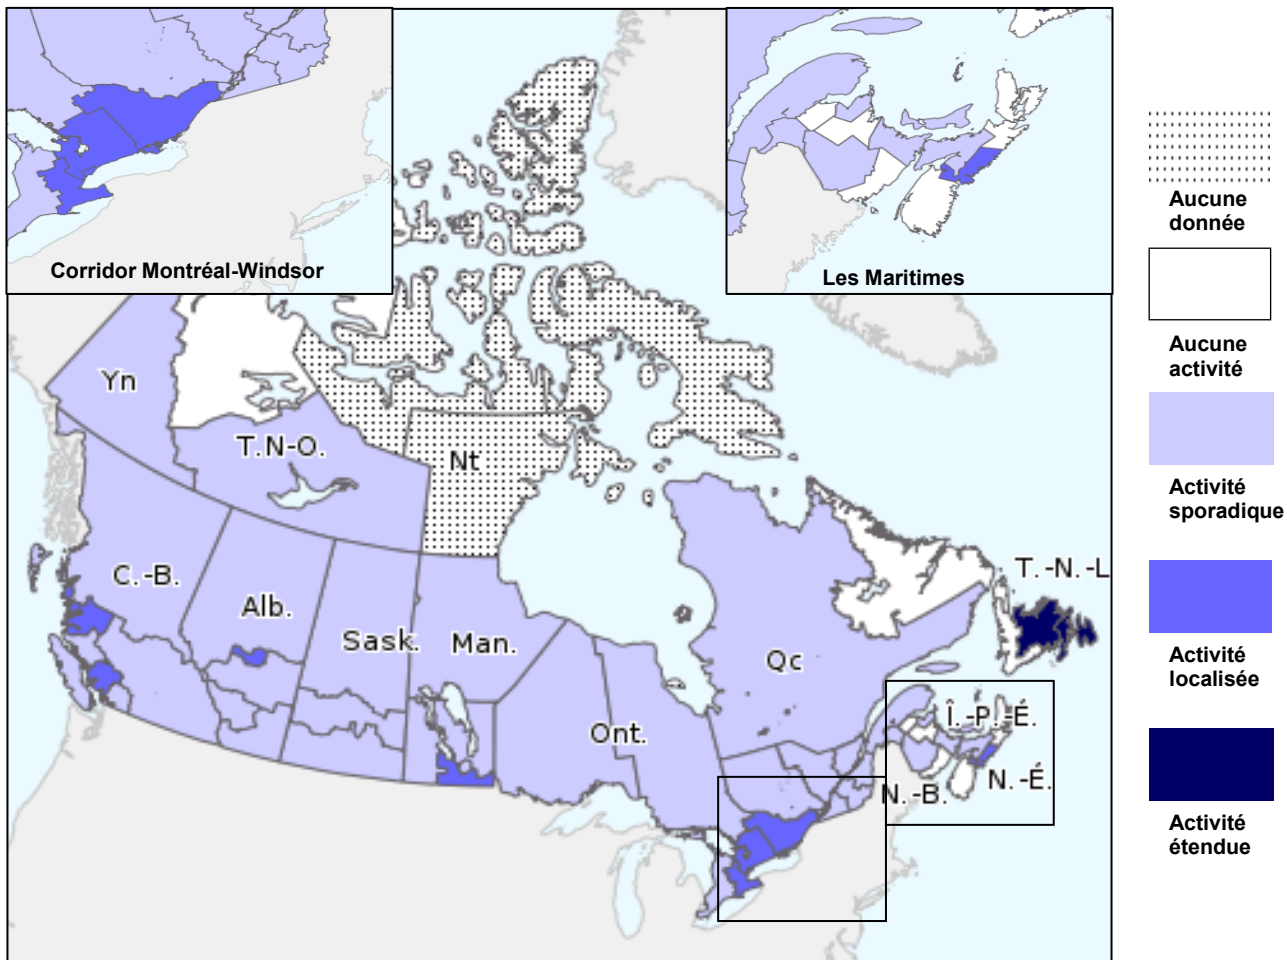 Corridor Montréal-Windsor
Les Maritimes
Yn
T.N-O.
Nt
C.-B.
Alb.
Sask.
Man.
Ont.
Qc
T.-N.-L
Î.-P.-É.
N.-B.
N.-É.
Aucune
donnée
Aucune
activité
Activité
sporadique
Activité
localisée
Activité
étendue